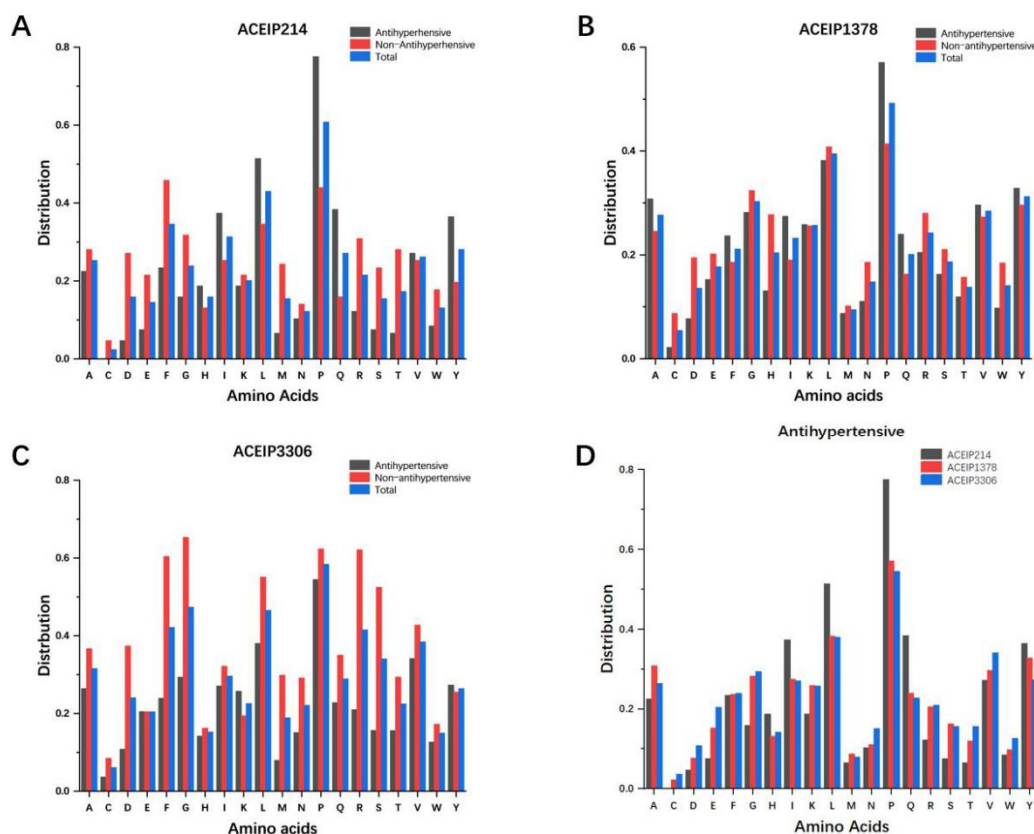 A
ACEIP214
Antihyperhensive
Non-Antihyperhensive
Total
0.8
0.6
0.4
0.2
0.0
Distribution
A C D E F G H I K L M N P Q R S T V W Y
Amino Acids
B
ACEIP1378
Antihypertensive
Non-antihypertensive
Total
0.6
0.4
0.2
0.0
Distribution
A C D E F G H I K L M N P Q R S T V W Y
Amino acids
C
ACEIP3306
Antihypertensive
Non-antihypertensive
Total
0.8
0.6
0.4
0.2
0.0
Distrbution
A C D E F G H I K L M N P Q R S T V W Y
Amino acids
D
Antihypertensive
ACEIP214
ACEIP1378
ACEIP3306
0.8
0.6
0.4
0.2
0.0
Distrbution
A C D E F G H I K L M N P Q R S T V W Y
Amino Acids